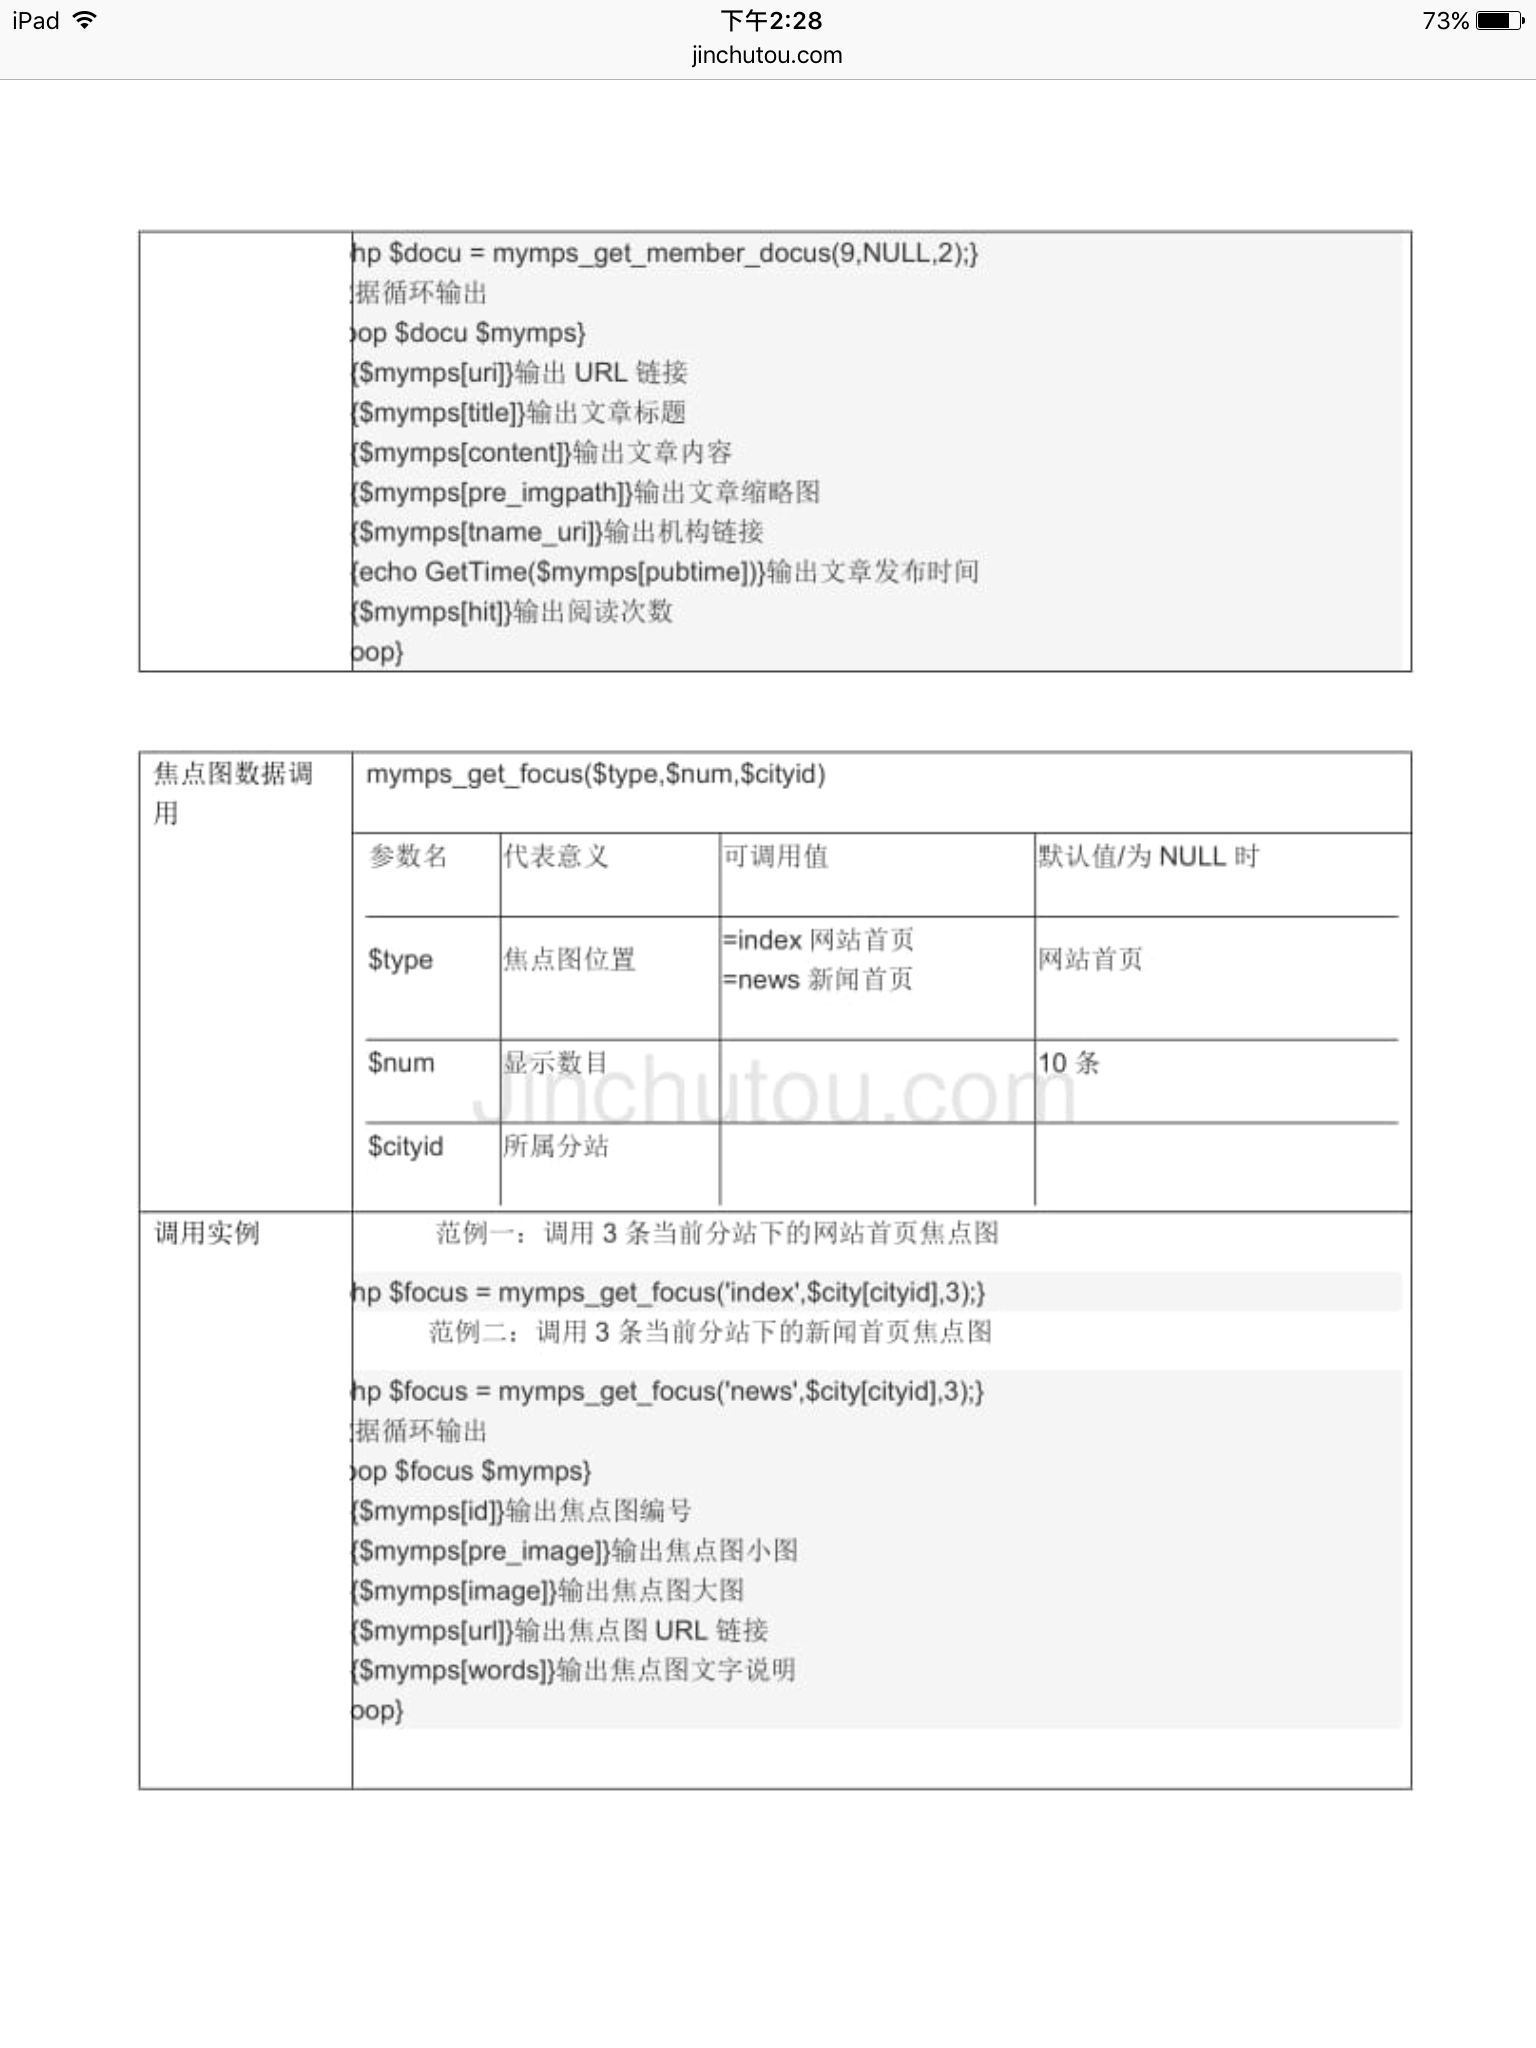 iPad
下午2:28
73%
jinchutou.com
hp $docu = mymps_get_member_docus(9,NULL,2);}
据循环输出
oop $docu $mymps}
{$mymps[uri]}输出 URL 链接
{$mymps[title]}输出文章标题
{$mymps[content]}输出文章内容
{$mymps[pre_imgpath]}输出文章缩略图
{$mymps[tname_uri]}输出机构链接
{echo GetTime($mymps[pubtime])}输出文章发布时间
{$mymps[hit]}输出阅读次数
oop}
焦点图数据调
用
mymps_get_focus($type,$num,$cityid)
参数名 代表意义 可调用值 默认值/为 NULL 时
$type 焦点图位置 =index 网站首页
=news 新闻首页 网站首页
$num 显示数目 10 条
$cityid 所属分站
Jinchutou.com
调用实例
范例一：调用 3 条当前分站下的网站首页焦点图
hp $focus = mymps_get_focus('index',$city[cityid],3);}
范例二：调用 3 条当前分站下的新闻首页焦点图
hp $focus = mymps_get_focus('news',$city[cityid],3);}
据循环输出
oop $focus $mymps}
{$mymps[id]}输出焦点图编号
{$mymps[pre_image]}输出焦点图小图
{$mymps[image]}输出焦点图大图
{$mymps[url]}输出焦点图 URL 链接
{$mymps[words]}输出焦点图文字说明
oop}